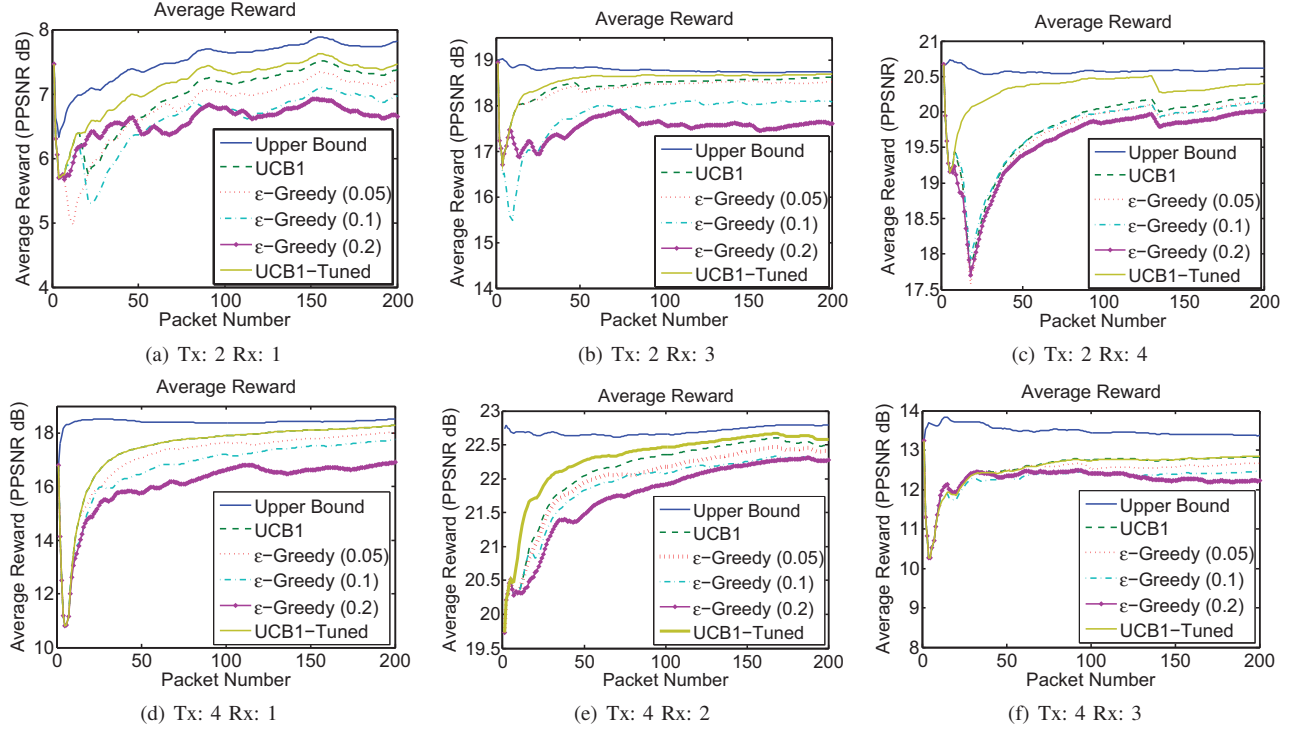 Average Reward
8
7
6
5
4
0 50 100 150 200
Average Reward (PPSNR dB)
Packet Number
Upper Bound
UCB1
ε−Greedy (0.05)
ε−Greedy (0.1)
ε−Greedy (0.2)
UCB1−Tuned
(a) Tx: 2 Rx: 1
Average Reward
20
19
18
17
16
15
14
0 50 100 150 200
Average Reward (PPSNR dB)
Packet Number
Upper Bound
UCB1
ε−Greedy (0.05)
ε−Greedy (0.1)
ε−Greedy (0.2)
UCB1−Tuned
(b) Tx: 2 Rx: 3
Average Reward
21
20.5
20
19.5
19
18.5
18
17.5
0 50 100 150 200
Average Reward (PPSNR)
Packet Number
Upper Bound
UCB1
ε−Greedy (0.05)
ε−Greedy (0.1)
ε−Greedy (0.2)
UCB1−Tuned
(c) Tx: 2 Rx: 4
Average Reward
18
16
14
12
10
0 50 100 150 200
Average Reward (PPSNR dB)
Packet Number
Upper Bound
UCB1
ε−Greedy (0.05)
ε−Greedy (0.1)
ε−Greedy (0.2)
UCB1−Tuned
(d) Tx: 4 Rx: 1
Average Reward
23
22.5
22
21.5
21
20.5
20
19.5
0 50 100 150 200
Average Reward (PPSNR dB)
Packet Number
Upper Bound
UCB1
ε−Greedy (0.05)
ε−Greedy (0.1)
ε−Greedy (0.2)
UCB1−Tuned
(e) Tx: 4 Rx: 2
Average Reward
14
13
12
11
10
9
8
0 50 100 150 200
Average Reward (PPSNR dB)
Packet Number
Upper Bound
UCB1
ε−Greedy (0.05)
ε−Greedy (0.1)
ε−Greedy (0.2)
UCB1−Tuned
(f) Tx: 4 Rx: 3